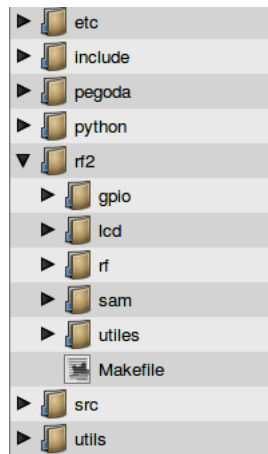 etc
include
pegoda
python
rf2
gpio
lcd
rf
sam
utiles
Makefile
src
utils